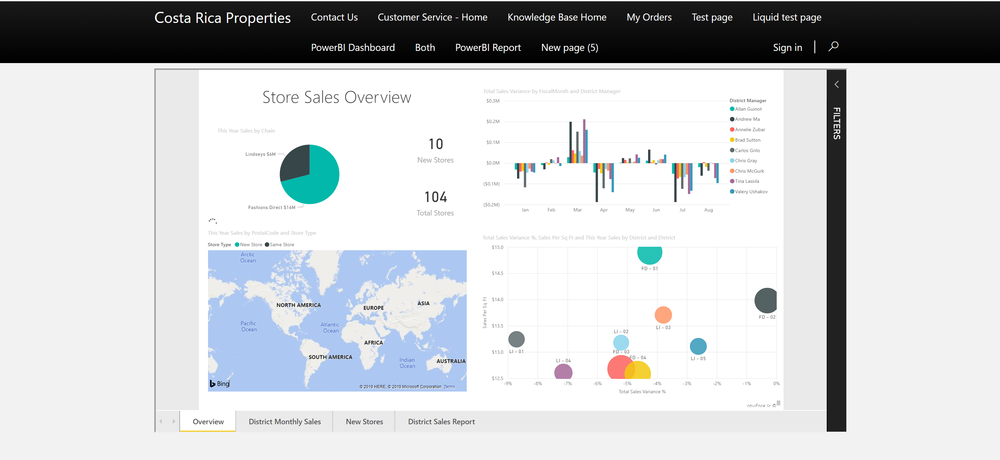 Costa Rica Properties
Contact Us
Customer Service - Home
Knowledge Base Home
My Orders
Test page
Liquid test page
PowerBI Dashboard
Both
PowerBI Report
New page (5)
Sign in
Store Sales Overview
This Year Sales by Chain
Lindseys $6M
Fashions Direct $16M
10
New Stores
104
Total Stores
Total Sales Variance by FiscalMonth and District Manager
$0.3M
$0.2M
$0.1M
$0.0M
($0.1M)
($0.2M)
Jan Feb Mar Apr May Jun Jul Aug
District Manager
Allan Guinot
Andrew Ma
Annelie Zubar
Brad Sutton
Carlos Grilo
Chris Gray
Chris McGurk
Tina Lassila
Valery Ushakov
FILTERS
This Year Sales by PostalCode and Store Type
Store Type New Store Same Store
Arctic
Ocean
NORTH AMERICA
EUROPE
ASIA
Pacific
Ocean
Atlantic
Ocean
AFRICA
SOUTH AMERICA
Indian
Ocean
AUSTRALIA
Bing
© 2019 HERE, © 2019 Microsoft Corporation Terms
Total Sales Variance %, Sales Per Sq Ft and This Year Sales by District and District
Sales Per Sq Ft
$15.0
$14.5
$14.0
$13.5
$13.0
$12.5
FD - 01
FD - 02
LI - 03
LI - 02
LI - 01
FD - 03
FD - 04
LI - 05
LI - 04
-9% -8% -7% -6% -5% -4% -3% -2% -1% 0%
Total Sales Variance %
obviEnce llc ©
Overview
District Monthly Sales
New Stores
District Sales Report